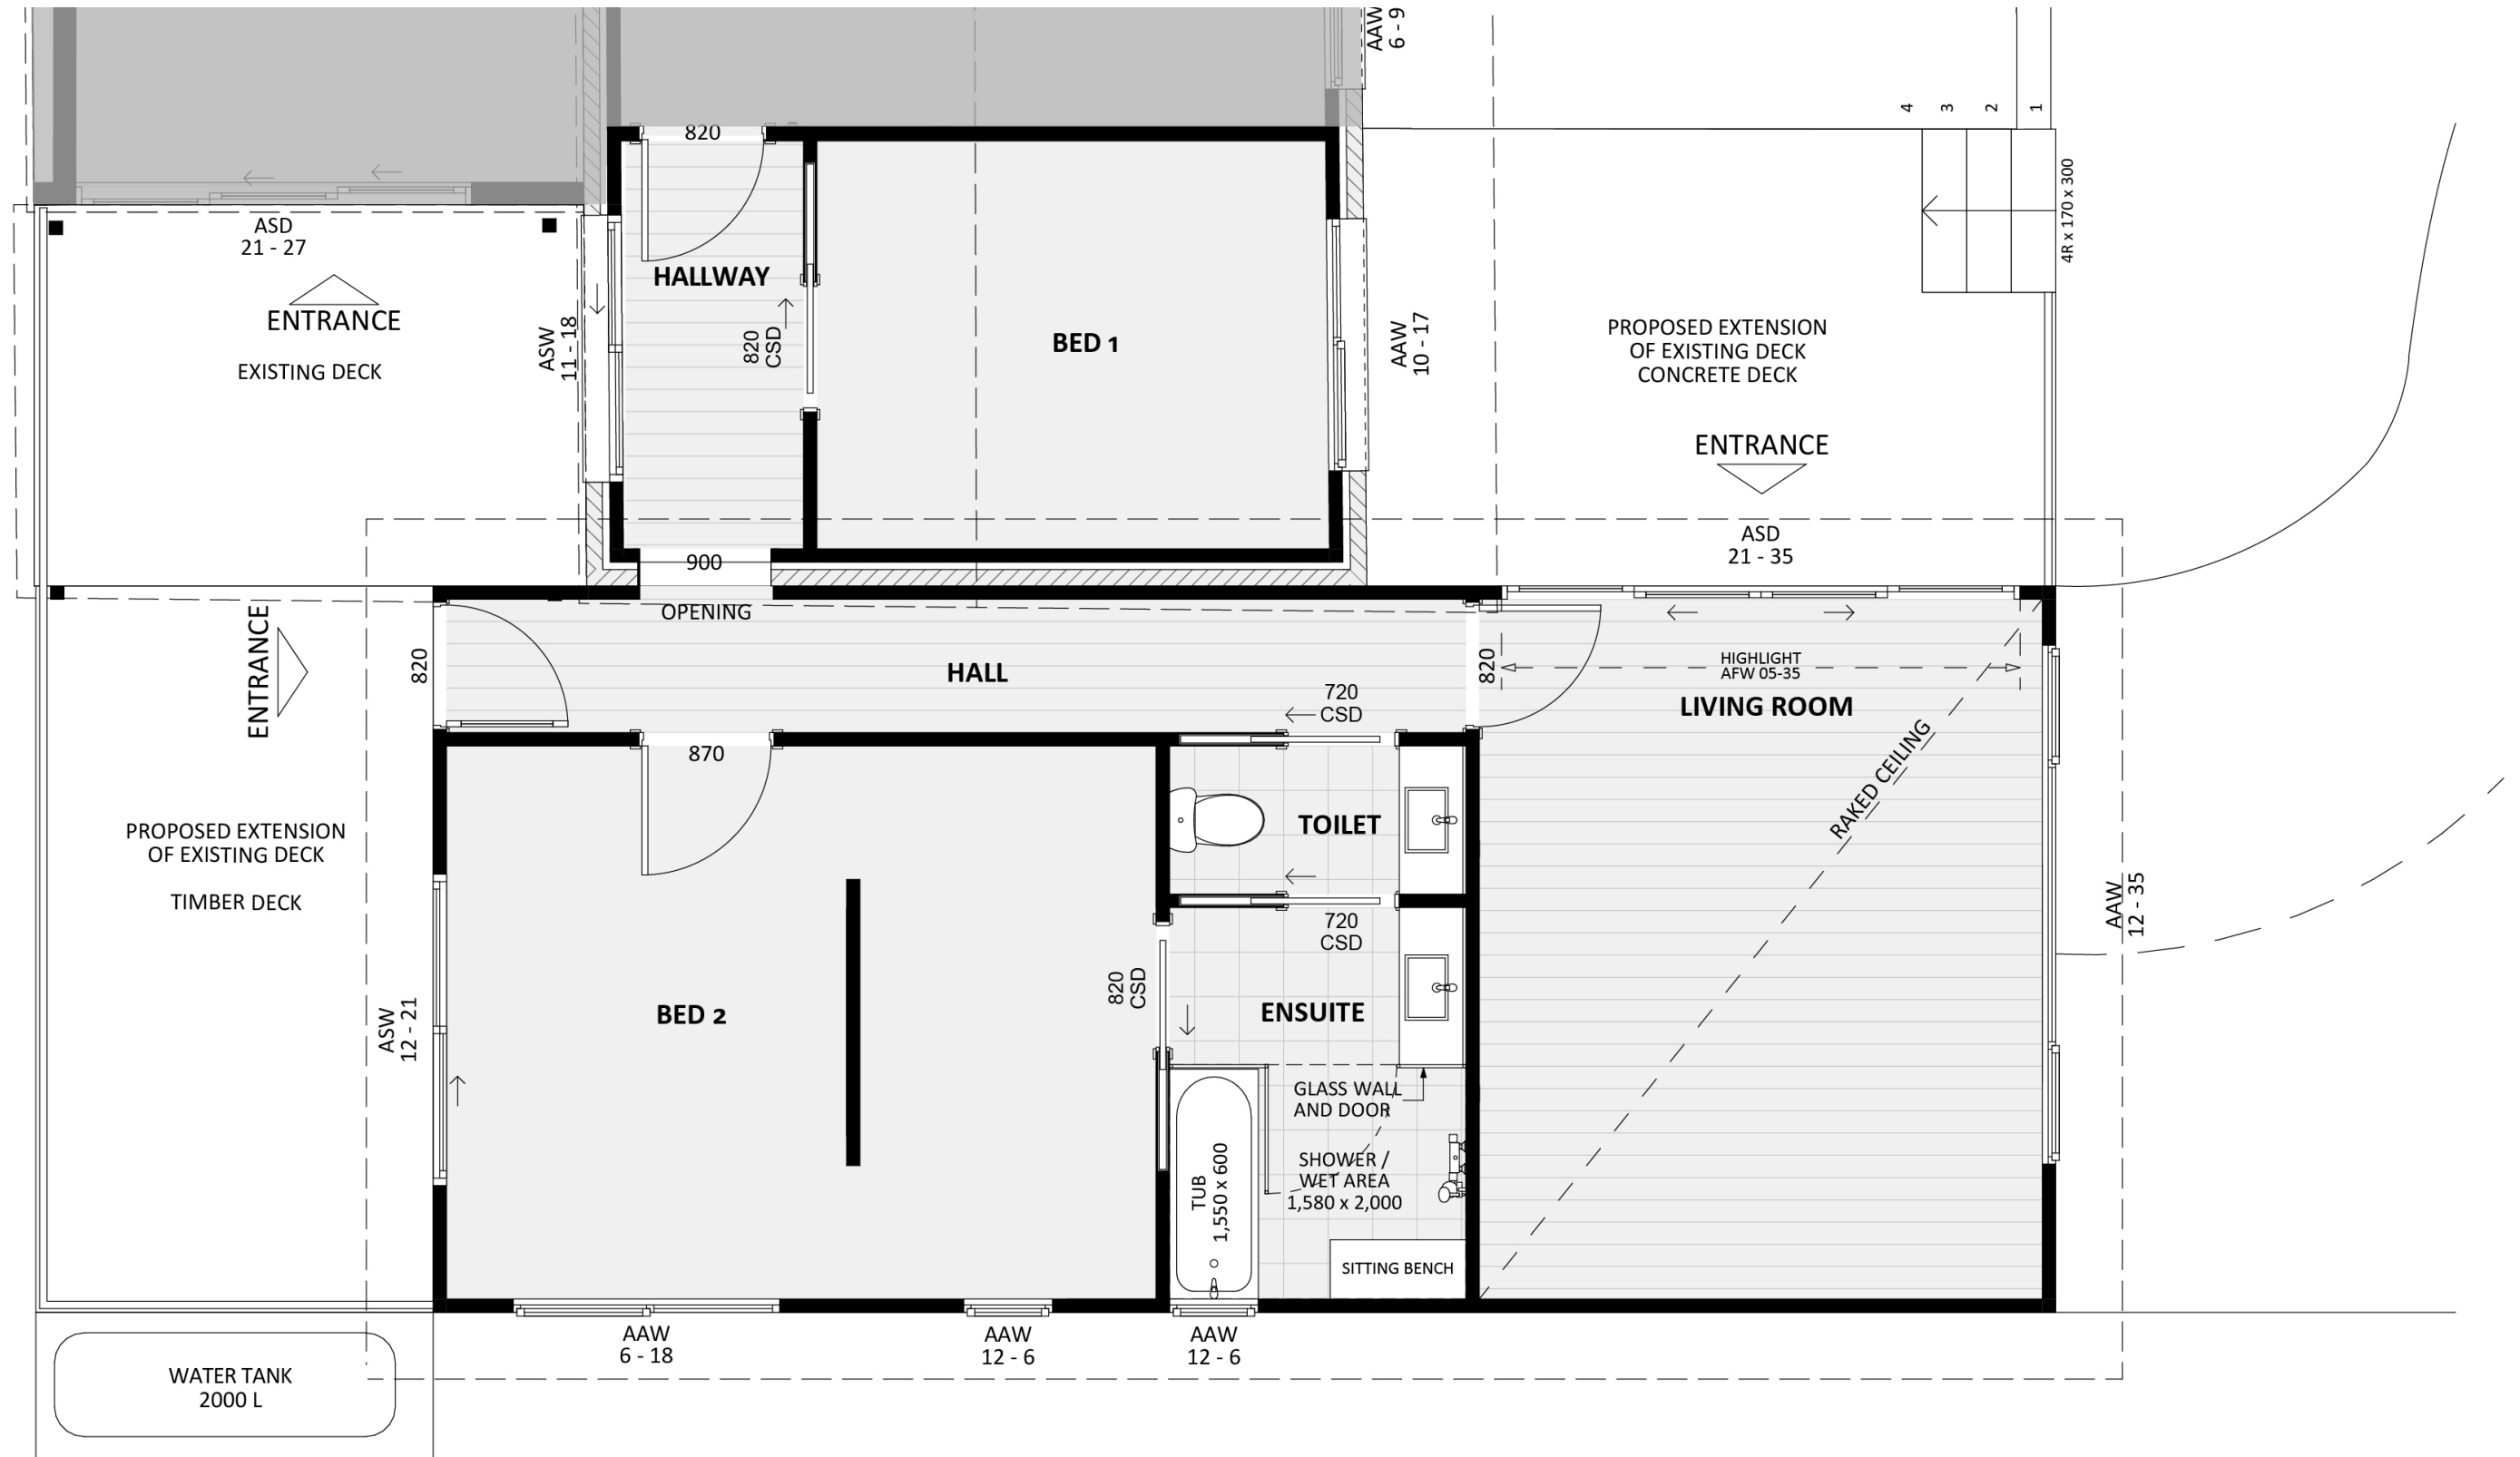 AAW
6 - 9
4
3
2
1
820
4R x 170 x 300
ASD
21 - 27
HALLWAY
ENTRANCE
EXISTING DECK
ASW
11 - 18
820
CSD
BED 1
AAW
10 - 17
PROPOSED EXTENSION
OF EXISTING DECK
CONCRETE DECK
ENTRANCE
ASD
21 - 35
900
OPENING
ENTRANCE
820
HALL
720
CSD
820
HIGHLIGHT
AFW 05-35
LIVING ROOM
RAKED CEILING
870
TOILET
PROPOSED EXTENSION
OF EXISTING DECK
TIMBER DECK
720
CSD
AAW
12 - 35
ASW
12 - 21
BED 2
820
CSD
ENSUITE
GLASS WALL
AND DOOR
TUB
1,550 x 600
SHOWER /
WET AREA
1,580 x 2,000
SITTING BENCH
AAW
6 - 18
AAW
12 - 6
AAW
12 - 6
WATER TANK
2000 L